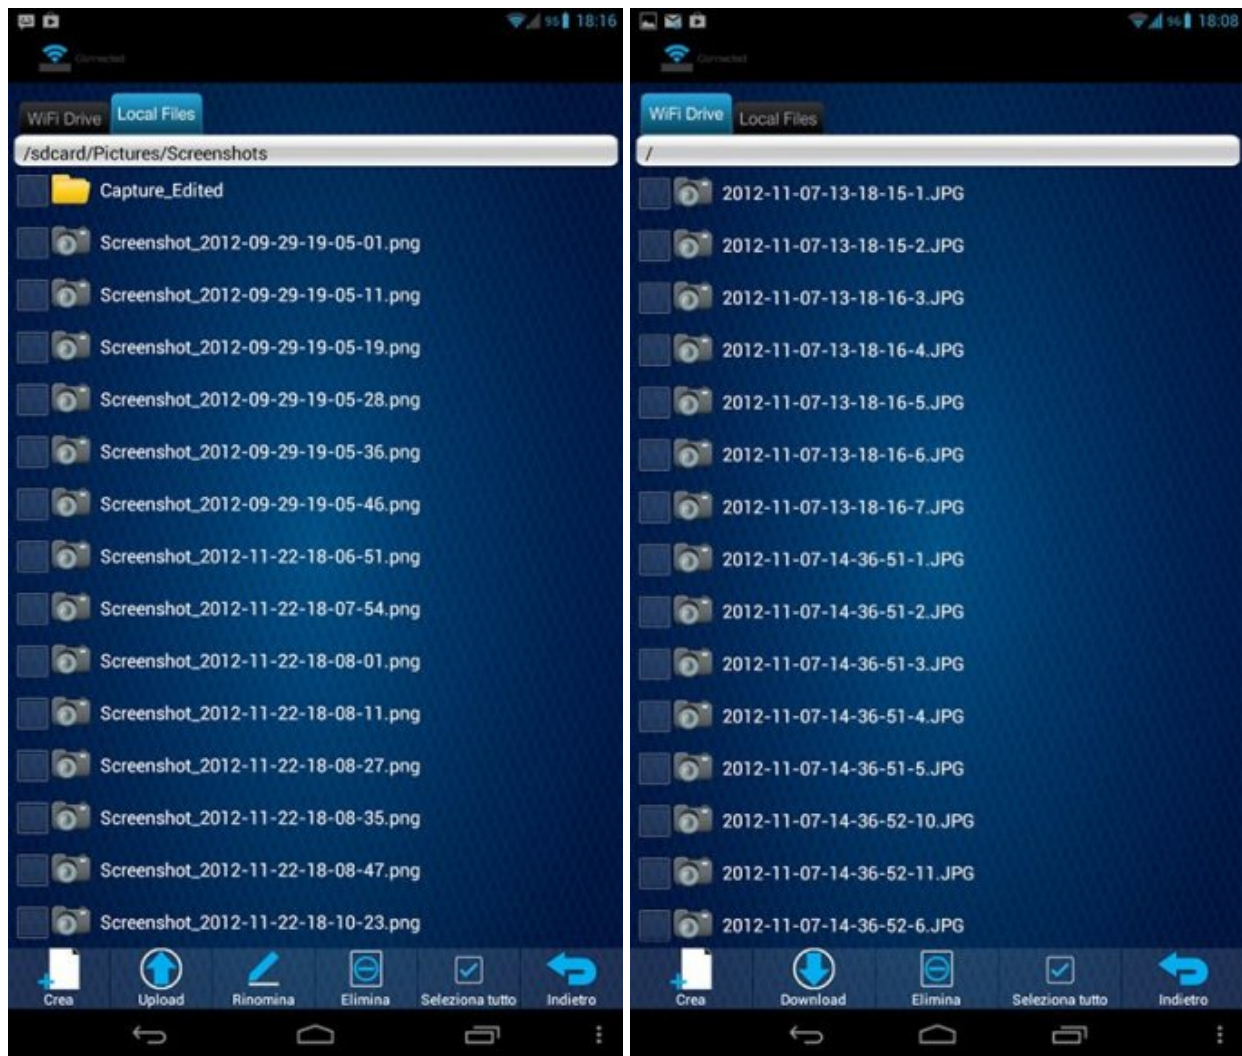 95 18:16
Connected
WiFi Drive Local Files
/sdcard/Pictures/Screenshots
Capture_Edited
Screenshot_2012-09-29-19-05-01.png
Screenshot_2012-09-29-19-05-11.png
Screenshot_2012-09-29-19-05-19.png
Screenshot_2012-09-29-19-05-28.png
Screenshot_2012-09-29-19-05-36.png
Screenshot_2012-09-29-19-05-46.png
Screenshot_2012-11-22-18-06-51.png
Screenshot_2012-11-22-18-07-54.png
Screenshot_2012-11-22-18-08-01.png
Screenshot_2012-11-22-18-08-11.png
Screenshot_2012-11-22-18-08-27.png
Screenshot_2012-11-22-18-08-35.png
Screenshot_2012-11-22-18-08-47.png
Screenshot_2012-11-22-18-10-23.png
Crea Upload Rinomina Elimina Seleziona tutto Indietro
96 18:08
Connected
WiFi Drive Local Files
/
2012-11-07-13-18-15-1.JPG
2012-11-07-13-18-15-2.JPG
2012-11-07-13-18-16-3.JPG
2012-11-07-13-18-16-4.JPG
2012-11-07-13-18-16-5.JPG
2012-11-07-13-18-16-6.JPG
2012-11-07-13-18-16-7.JPG
2012-11-07-14-36-51-1.JPG
2012-11-07-14-36-51-2.JPG
2012-11-07-14-36-51-3.JPG
2012-11-07-14-36-51-4.JPG
2012-11-07-14-36-51-5.JPG
2012-11-07-14-36-52-10.JPG
2012-11-07-14-36-52-11.JPG
2012-11-07-14-36-52-6.JPG
Crea Download Elimina Seleziona tutto Indietro